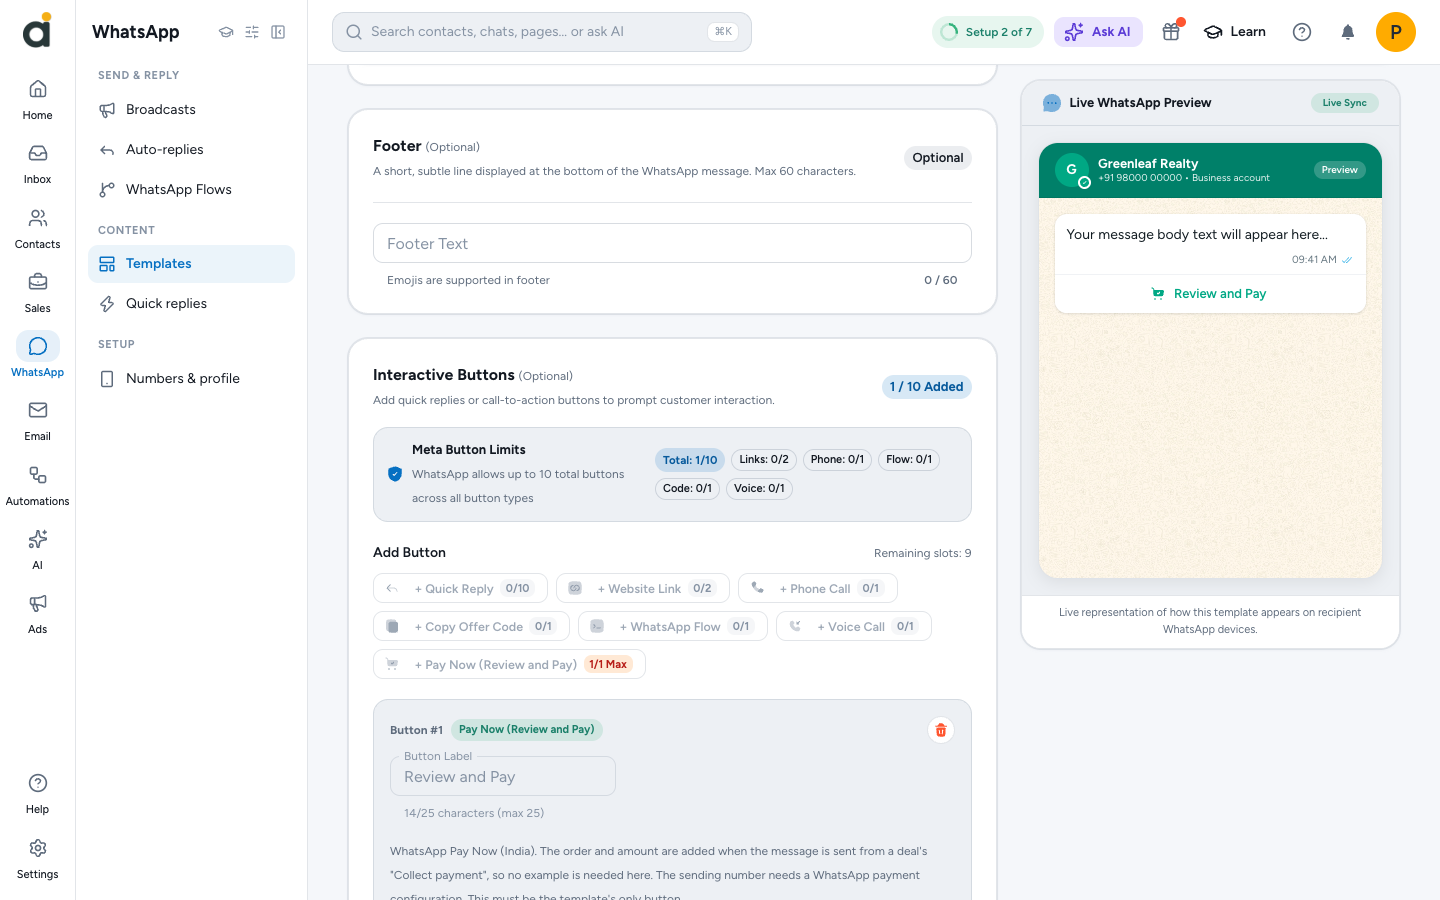 WhatsApp
Search contacts, chats, pages... or ask AI
⌘K
Setup 2 of 7
Ask AI
Learn
P
Home
Inbox
Contacts
Sales
WhatsApp
Email
Automations
AI
Ads
Help
Settings
SEND & REPLY
Broadcasts
Auto-replies
WhatsApp Flows
CONTENT
Templates
Quick replies
SETUP
Numbers & profile
Footer (Optional)
A short, subtle line displayed at the bottom of the WhatsApp message. Max 60 characters.
Optional
Footer Text
Emojis are supported in footer
0 / 60
Interactive Buttons (Optional)
Add quick replies or call-to-action buttons to prompt customer interaction.
1 / 10 Added
Meta Button Limits
WhatsApp allows up to 10 total buttons
across all button types
Total: 1/10
Links: 0/2
Phone: 0/1
Flow: 0/1
Code: 0/1
Voice: 0/1
Add Button
Remaining slots: 9
+ Quick Reply 0/10
+ Website Link 0/2
+ Phone Call 0/1
+ Copy Offer Code 0/1
+ WhatsApp Flow 0/1
+ Voice Call 0/1
+ Pay Now (Review and Pay) 1/1 Max
Button #1
Pay Now (Review and Pay)
Button Label
Review and Pay
14/25 characters (max 25)
WhatsApp Pay Now (India). The order and amount are added when the message is sent from a deal's
"Collect payment", so no example is needed here. The sending number needs a WhatsApp payment
configuration. This must be the template's only button.
Live WhatsApp Preview
Live Sync
G
Greenleaf Realty
+91 98000 00000 • Business account
Preview
Your message body text will appear here...
09:41 AM
Review and Pay
Live representation of how this template appears on recipient
WhatsApp devices.